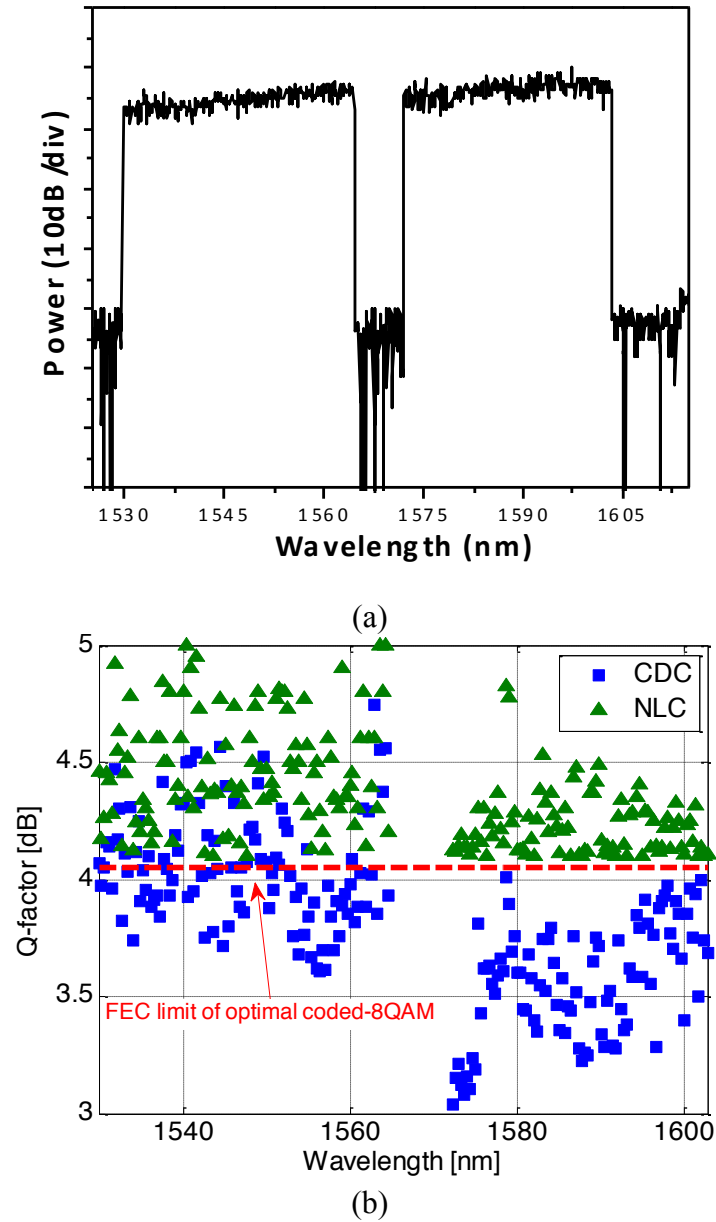 Power (10dB /div)
1530 1545 1560 1575 1590 1605
Wavelength (nm)
(a)
5
4.5
4
3.5
3
Q-factor [dB]
CDC
NLC
FEC limit of optimal coded-8QAM
1540 1560 1580 1600
Wavelength [nm]
(b)